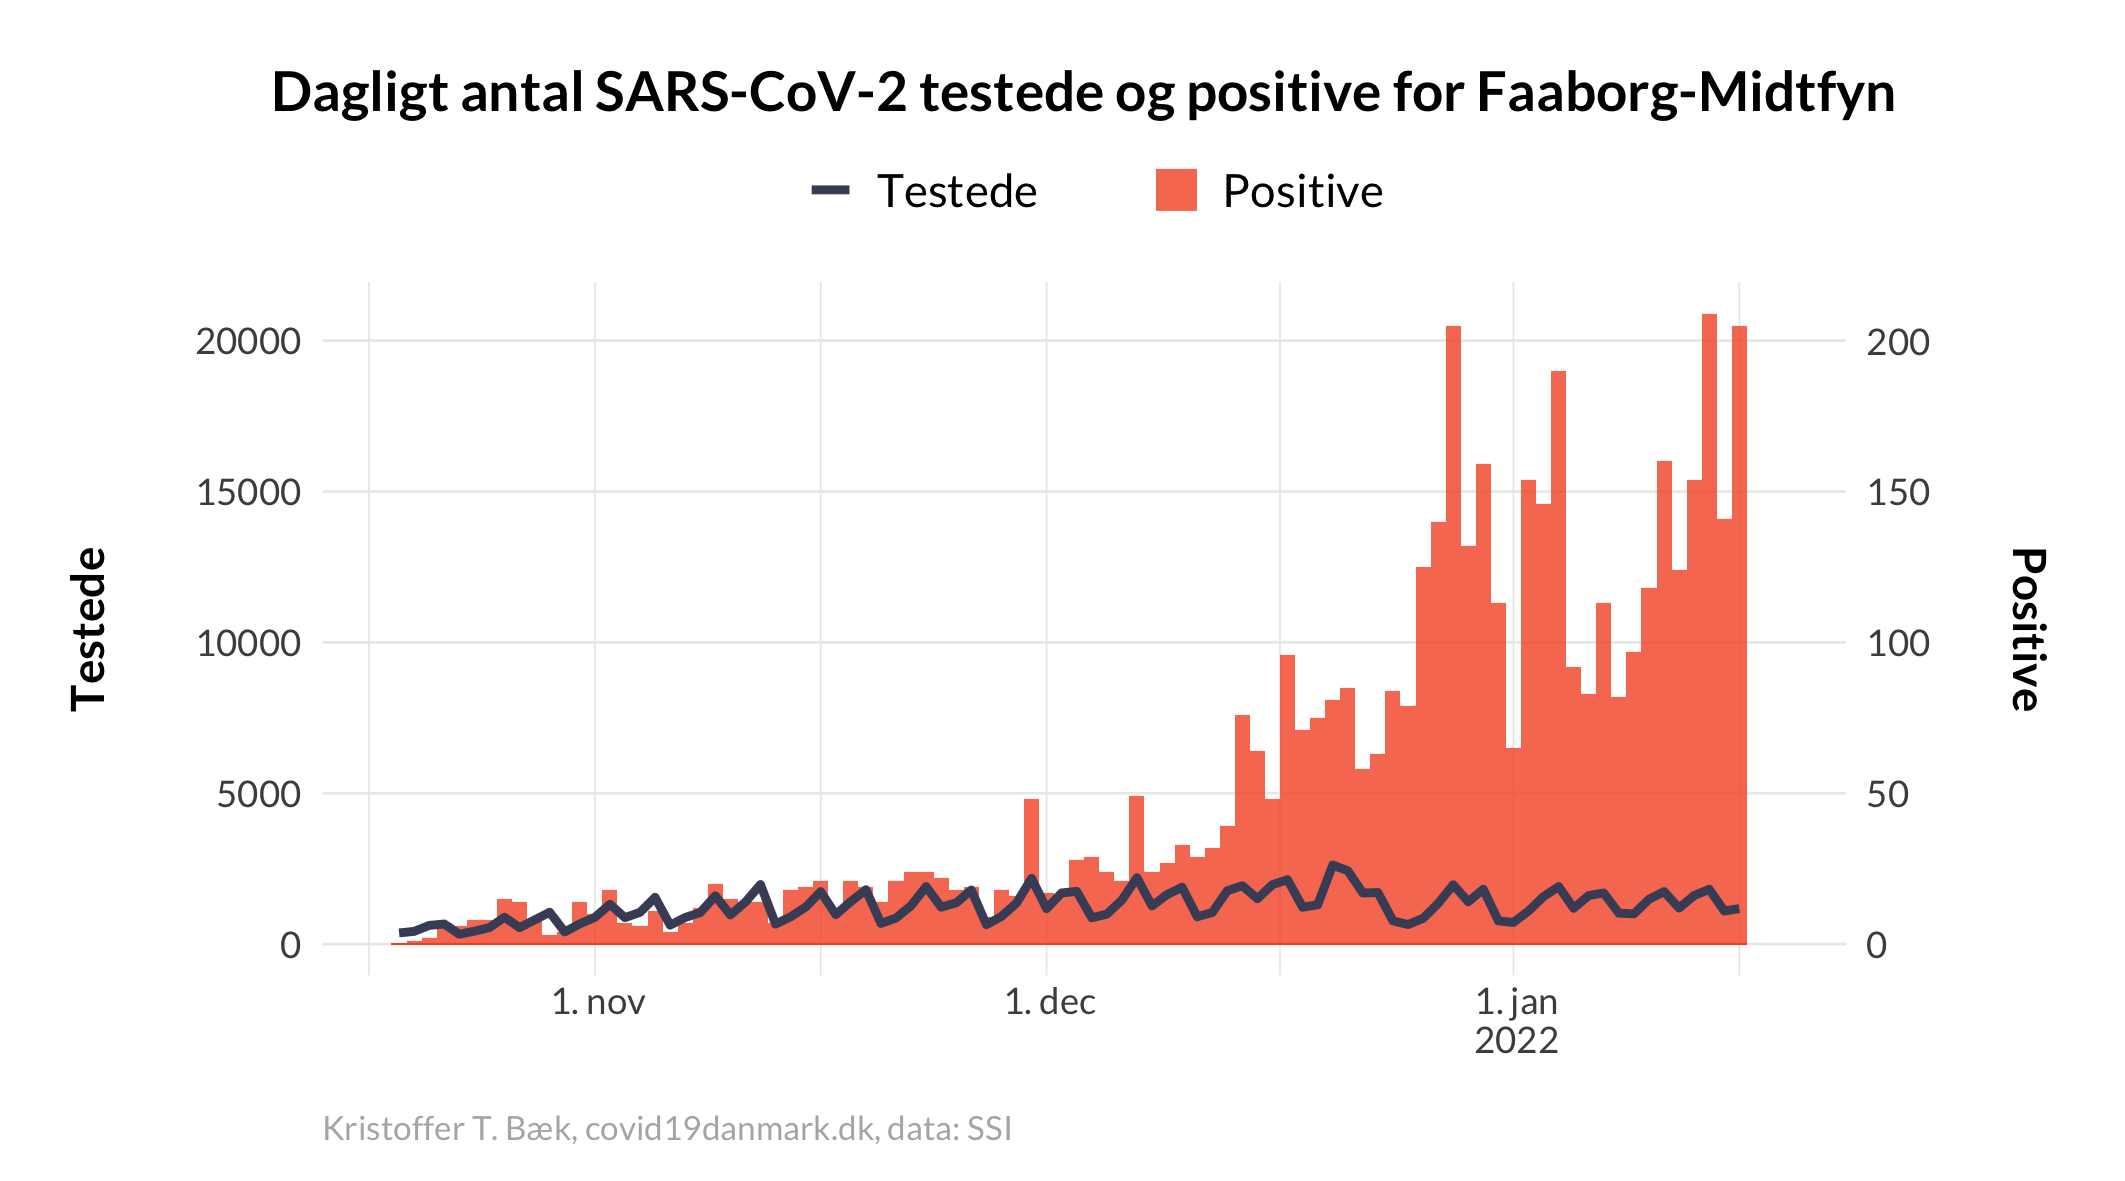 Dagligt antal SARS-CoV-2 testede og positive for Faaborg-Midtfyn
Testede Positive
20000 200
15000 150
10000 100
5000 50
0 0
Testede
Positive
1. nov 1. dec 1. jan
2022
Kristoffer T. Bæk, covid19danmark.dk, data: SSI